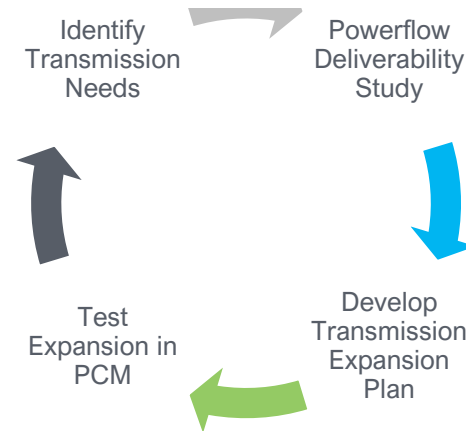 Identify
Transmission
Needs
Powerflow
Deliverability
Study
Develop
Transmission
Expansion
Plan
Test
Expansion in
PCM